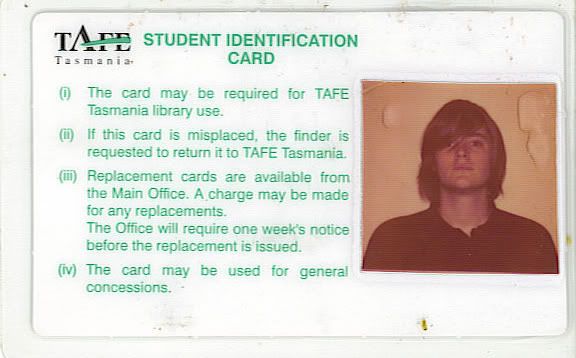 TAFE
Tasmania
STUDENT IDENTIFICATION
CARD
(i) The card may be required for TAFE
Tasmania library use.
(ii) If this card is misplaced, the finder is
requested to return it to TAFE Tasmania.
(iii) Replacement cards are available from
the Main Office. A charge may be made
for any replacements.
The Office will require one week's notice
before the replacement is issued.
(iv) The card may be used for general
concessions.